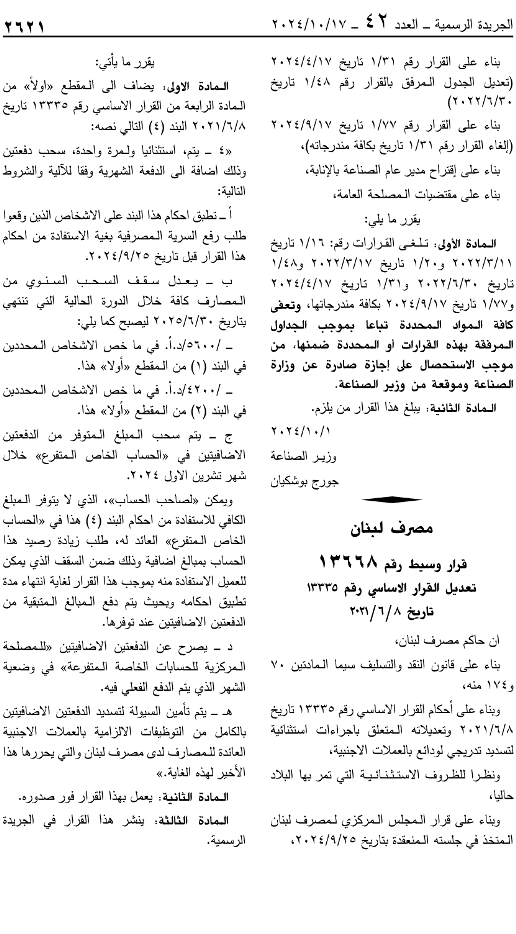 الجريدة الرسمية ــ العدد ٤٢ ــ ٢٠٢٤/١٠/١٧
٢٦٢١
بناء على القرار رقم ١/٣١ تاريخ ٢٠٢٤/٤/١٧
(تعديل الجدول المرفق بالقرار رقم ١/٤٨ تاريخ
٢٠٢٢/٦/٣٠)
بناء على القرار رقم ١/٧٧ تاريخ ٢٠٢٤/٩/١٧
(إلغاء القرار رقم ١/٣١ تاريخ بكافة مندرجاته)،
بناء على إقتراح مدير عام الصناعة بالإنابة،
بناء على مقتضيات المصلحة العامة،
يقرر ما يلي:
المادة الأولى: تلغى القرارات رقم: ١/١٦ تاريخ
٢٠٢٢/٣/١١ و١/٢٠ تاريخ ٢٠٢٢/٣/١٧ و١/٤٨
تاريخ ٢٠٢٢/٦/٣٠ و١/٣١ تاريخ ٢٠٢٤/٤/١٧
و١/٧٧ تاريخ ٢٠٢٤/٩/١٧ بكافة مندرجاتها، وتعفى
كافة المواد المحددة تباعا بموجب الجداول
المرفقة بهذه القرارات أو المحددة ضمنها، من
موجب الاستحصال على إجازة صادرة عن وزارة
الصناعة وموقعة من وزير الصناعة.
المادة الثانية: يبلغ هذا القرار من يلزم.
٢٠٢٤/١٠/١
وزير الصناعة
جورج بوشكيان
مصرف لبنان
قرار وسيط رقم ١٣٦٦٨
تعديل القرار الاساسي رقم ١٣٣٣٥
تاريخ ٢٠٢١/٦/٨
ان حاكم مصرف لبنان،
بناء على قانون النقد والتسليف سيما المادتين ٧٠
و١٧٤ منه،
وبناء على أحكام القرار الاساسي رقم ١٣٣٣٥ تاريخ
٢٠٢١/٦/٨ وتعديلاته المتعلق باجراءات استثنائية
لتسديد تدريجي لودائع بالعملات الاجنبية،
ونظرا للظروف الاستثنائية التي تمر بها البلاد
حاليا،
وبناء على قرار المجلس المركزي لمصرف لبنان
المتخذ في جلسته المنعقدة بتاريخ ٢٠٢٤/٩/٢٥،
يقرر ما يأتي:
المادة الاولى: يضاف الى المقطع «اولاً» من
المادة الرابعة من القرار الاساسي رقم ١٣٣٣٥ تاريخ
٢٠٢١/٦/٨ البند (٤) التالي نصه:
«٤ ــ يتم، استثنائيا ولمرة واحدة، سحب دفعتين
وذلك اضافة الى الدفعة الشهرية وفقا للآلية والشروط
التالية:
أ ــ تطبق احكام هذا البند على الاشخاص الذين وقعوا
طلب رفع السرية المصرفية بغية الاستفادة من احكام
هذا القرار قبل تاريخ ٢٠٢٤/٩/٢٥.
ب ــ يعدل سقف السحب السنوي من
المصارف كافة خلال الدورة الحالية التي تنتهي
بتاريخ ٢٠٢٥/٦/٣٠ ليصبح كما يلي:
ــ /٥٦٠٠/د.أ. في ما خص الاشخاص المحددين
في البند (١) من المقطع «أولا» هذا.
ــ /٤٢٠٠/د.أ. في ما خص الاشخاص المحددين
في البند (٢) من المقطع «أولا» هذا.
ج ــ يتم سحب المبلغ المتوفر من الدفعتين
الاضافيتين في «الحساب الخاص المتفرع» خلال
شهر تشرين الاول ٢٠٢٤.
ويمكن «لصاحب الحساب»، الذي لا يتوفر المبلغ
الكافي للاستفادة من احكام البند (٤) هذا في «الحساب
الخاص المتفرع» العائد له، طلب زيادة رصيد هذا
الحساب بمبالغ اضافية وذلك ضمن السقف الذي يمكن
للعميل الاستفادة منه بموجب هذا القرار لغاية انتهاء مدة
تطبيق احكامه وبحيث يتم دفع المبالغ المتبقية من
الدفعتين الاضافيتين عند توفرها.
د ــ يصرح عن الدفعتين الاضافيتين «للمصلحة
المركزية للحسابات الخاصة المتفرعة» في وضعية
الشهر الذي يتم الدفع الفعلي فيه.
هـ ــ يتم تأمين السيولة لتسديد الدفعتين الاضافيتين
بالكامل من التوظيفات الالزامية بالعملات الاجنبية
العائدة للمصارف لدى مصرف لبنان والتي يحررها هذا
الأخير لهذه الغاية.»
المادة الثانية: يعمل بهذا القرار فور صدوره.
المادة الثالثة: ينشر هذا القرار في الجريدة
الرسمية.